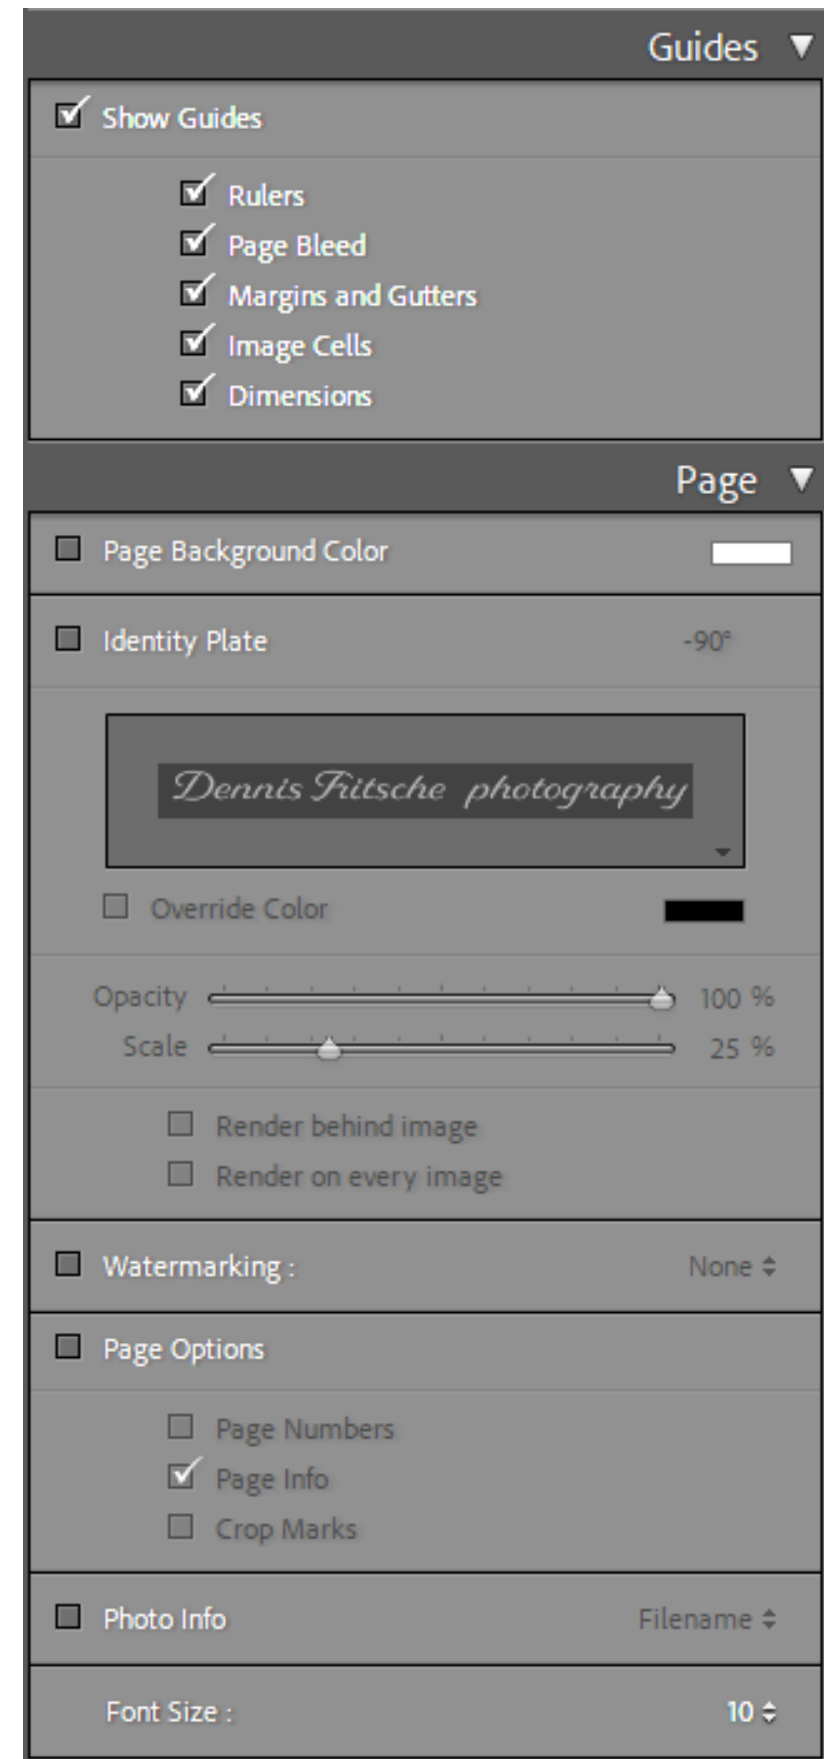 Guides
Show Guides
Rulers
Page Bleed
Margins and Gutters
Image Cells
Dimensions
Page
Page Background Color
Identity Plate -90°
Dennis Fritsche photography
Override Color
Opacity 100 %
Scale 25 %
Render behind image
Render on every image
Watermarking : None
Page Options
Page Numbers
Page Info
Crop Marks
Photo Info Filename
Font Size : 10